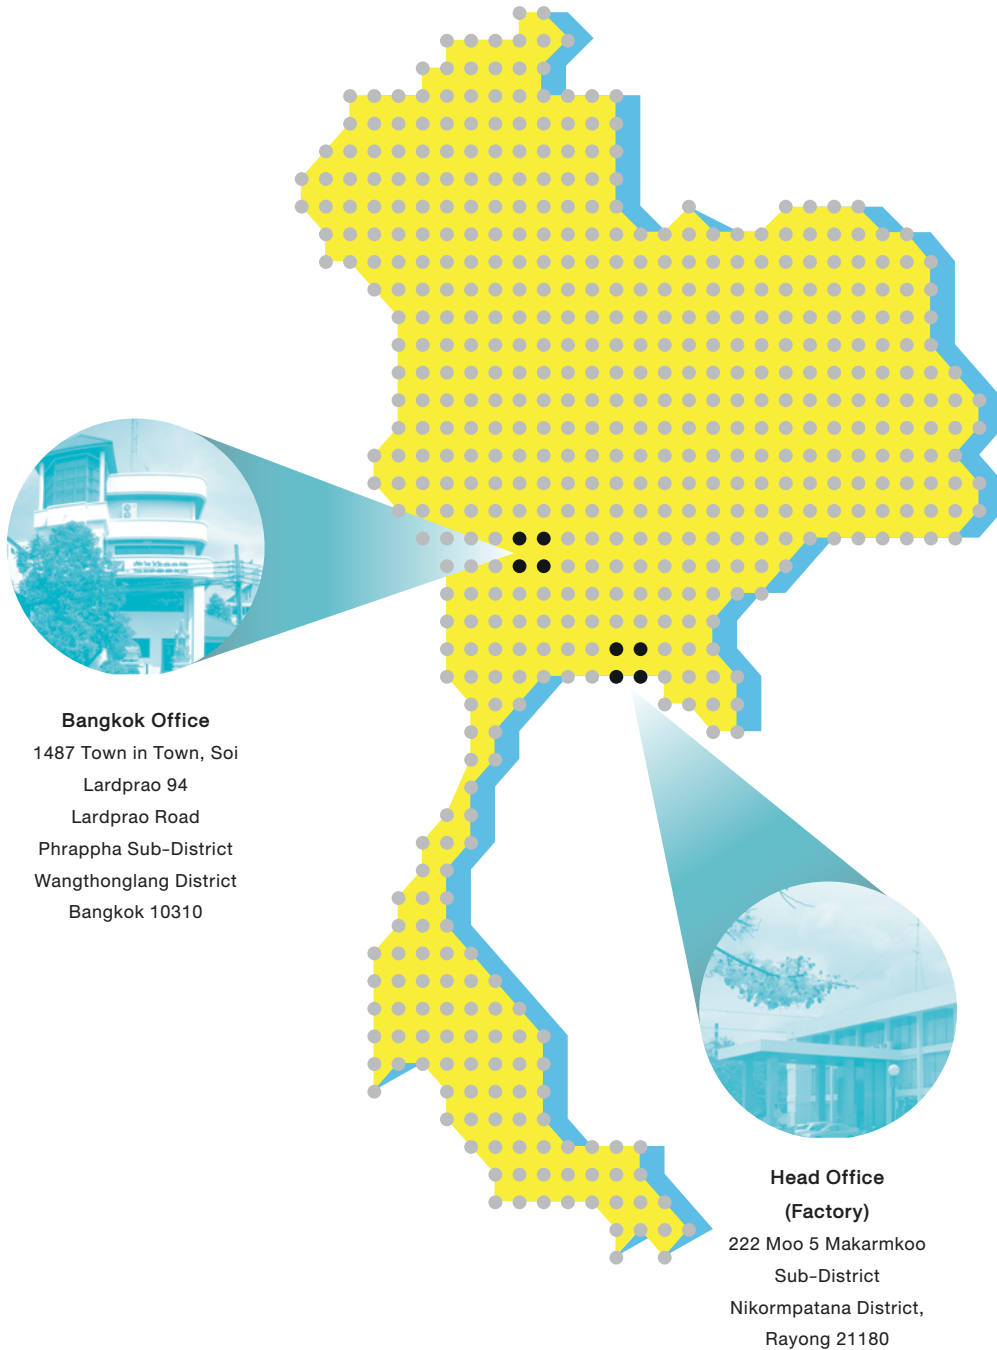 Bangkok Office
1487 Town in Town, Soi
Lardprao 94
Lardprao Road
Phrappha Sub-District
Wangthonglang District
Bangkok 10310
Head Office
(Factory)
222 Moo 5 Makarmkoo
Sub-District
Nikormpatana District,
Rayong 21180